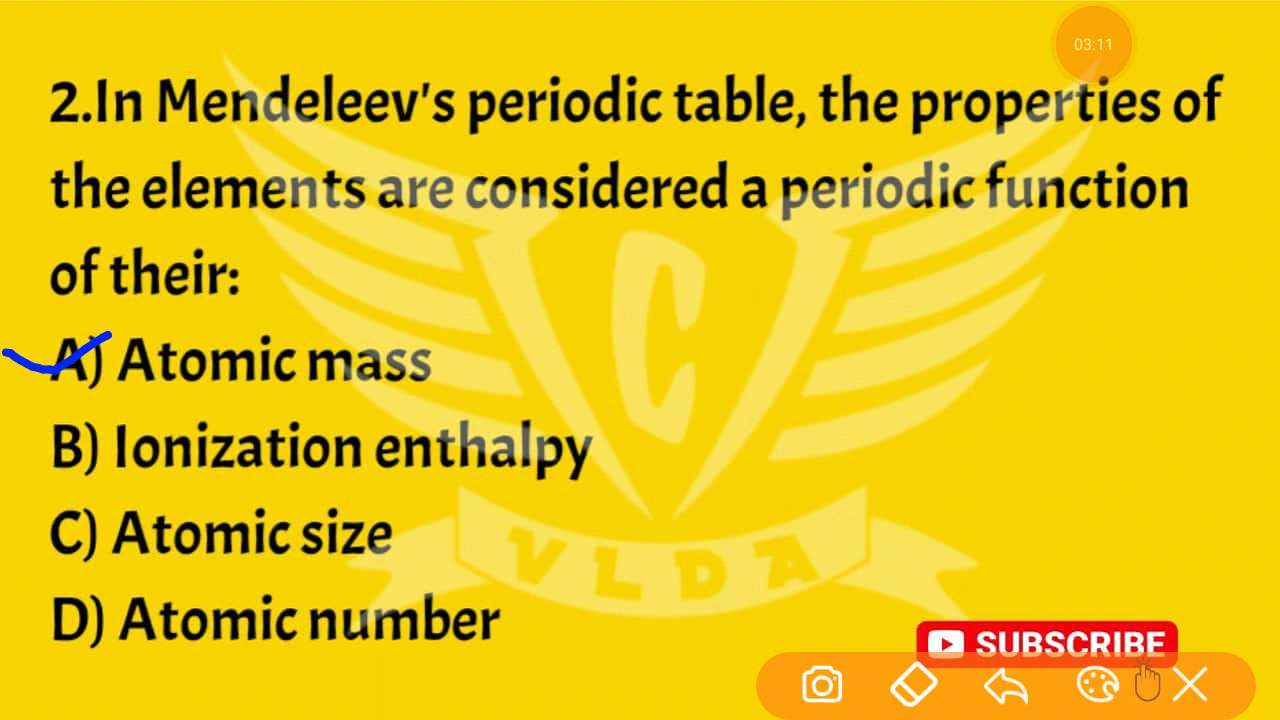 03:11
2.In Mendeleev's periodic table, the properties of
the elements are considered a periodic function
of their:
A) Atomic mass
B) Ionization enthalpy
C) Atomic size
D) Atomic number
C
VLDA
SUBSCRIBE